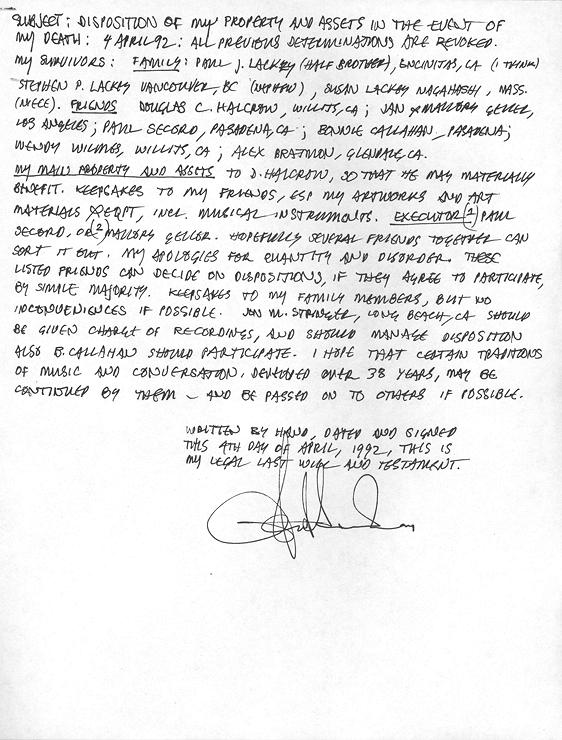 SUBJECT: DISPOSITION OF MY PROPERTY AND ASSETS IN THE EVENT OF
MY DEATH: 4 APRIL 92: ALL PREVIOUS DETERMINATIONS ARE REVOKED.
MY SURVIVORS: FAMILY: PAUL J. LACKEY (HALF BROTHER), ENCINITAS, CA (I THINK)
STEPHEN P. LACKEY VANCOUVER, BC (NEPHEW), SUSAN LACKEY NAGAHASHI, MASS.
(NIECE). FRIENDS DOUGLAS C. HALCROW, WILLITS, CA; JAN & MALLORY GELLER,
LOS ANGELES; PAUL SECORD, PASADENA, CA; BONNIE CALLAHAN, PASADENA;
WENDY WILMES, WILLITS, CA; ALEX BRATMON, GLENDALE, CA.
MY MAIN PROPERTY AND ASSETS TO D. HALCROW, SO THAT HE MAY MATERIALLY
BENEFIT. KEEPSAKES TO MY FRIENDS, ESP MY ARTWORKS AND ART
MATERIALS & EQPT, INCL. MUSICAL INSTRUMENTS. EXECUTOR (1) PAUL
SECORD, OR (2) MALLORY GELLOR. HOPEFULLY SEVERAL FRIENDS TOGETHER CAN
SORT IT OUT. MY APOLOGIES FOR QUANTITY AND DISORDER. THESE
LISTED FRIENDS CAN DECIDE ON DISPOSITIONS, IF THEY AGREE TO PARTICIPATE,
BY SIMPLE MAJORITY. KEEPSAKES TO MY FAMILY MEMBERS, BUT NO
INCONVENIENCES IF POSSIBLE. JON M. STRINGER, LONG BEACH, CA SHOULD
BE GIVEN CHARGE OF RECORDINGS, AND SHOULD MANAGE DISPOSITION
ALSO B. CALLAHAN SHOULD PARTICIPATE. I HOPE THAT CERTAIN TRADITIONS
OF MUSIC AND CONVERSATION, DEVELOPED OVER 38 YEARS, MAY BE
CONTINUED BY THEM – AND BE PASSED ON TO OTHERS IF POSSIBLE.
WRITTEN BY HAND, DATED AND SIGNED
THIS 4TH DAY OF APRIL, 1992, THIS IS
MY LEGAL LAST WILL AND TESTAMENT.